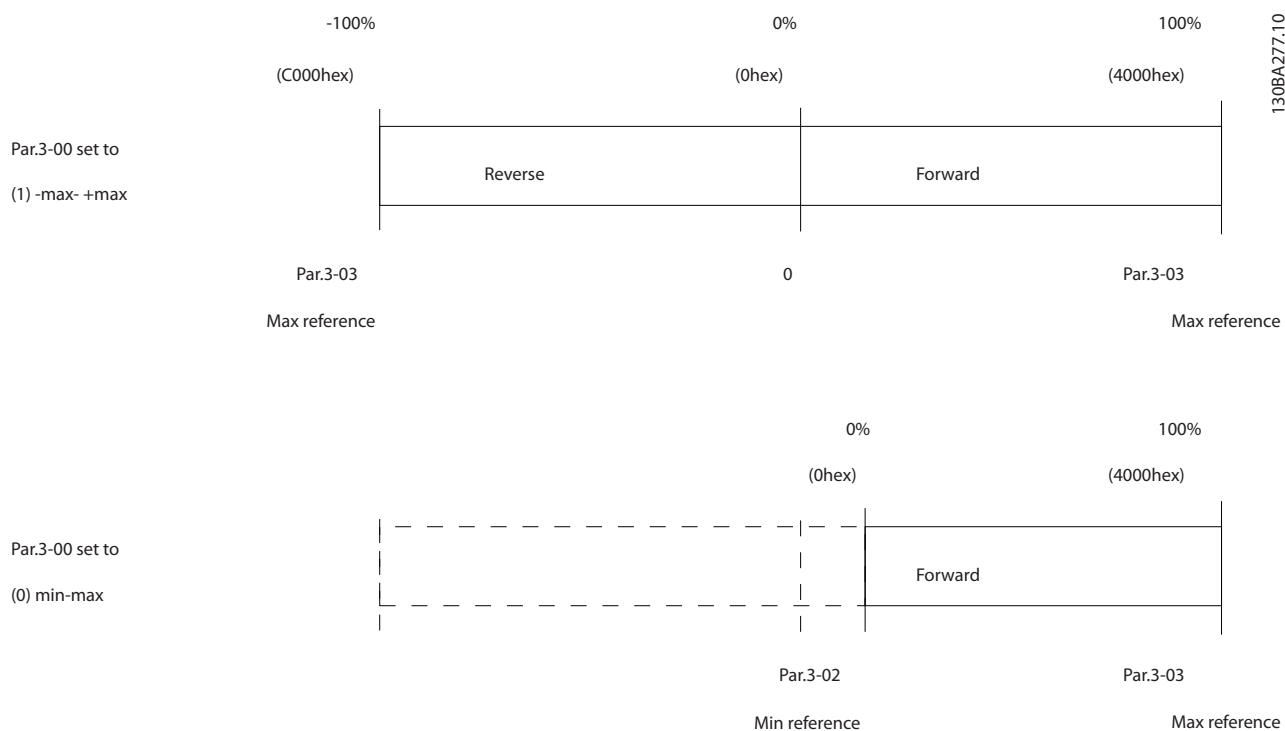 -100% 0% 100%
(C000hex) (0hex) (4000hex)
130BA277.10
Par.3-00 set to
(1) -max- +max
Reverse Forward
Par.3-03 0 Par.3-03
Max reference Max reference
0% 100%
(0hex) (4000hex)
Par.3-00 set to
(0) min-max
Forward
Par.3-02 Par.3-03
Min reference Max reference